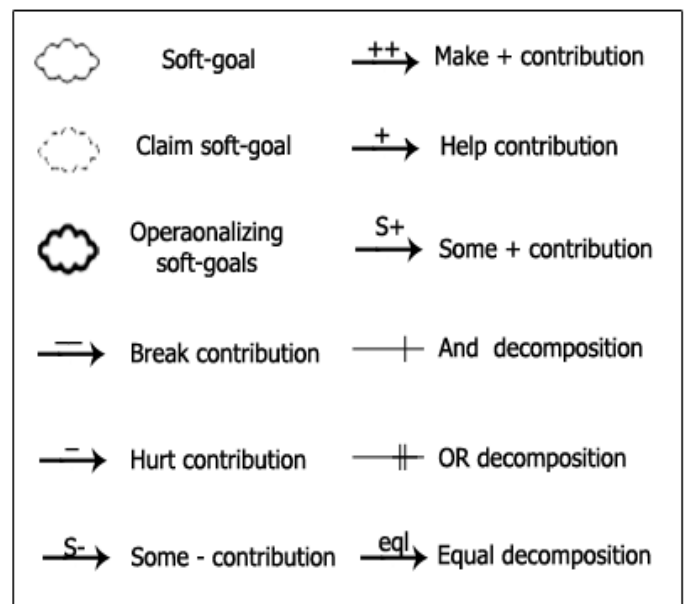 Soft-goal
++ Make + contribution
Claim soft-goal
+ Help contribution
Operaonalizing
soft-goals
S+ Some + contribution
— Break contribution
And decomposition
- Hurt contribution
OR decomposition
S- Some - contribution
eql Equal decomposition